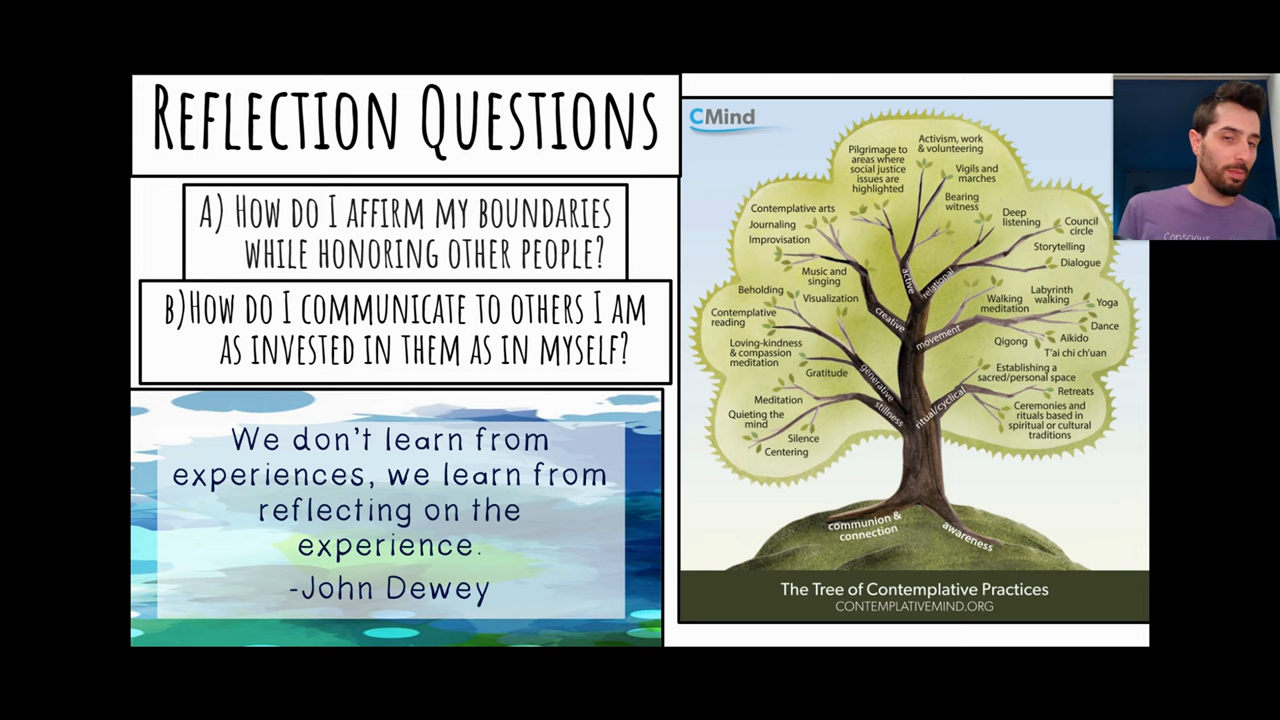 REFLECTION QUESTIONS
A) HOW DO I AFFIRM MY BOUNDARIES
WHILE HONORING OTHER PEOPLE?
B)HOW DO I COMMUNICATE TO OTHERS I AM
AS INVESTED IN THEM AS IN MYSELF?
We don't learn from
experiences, we learn from
reflecting on the
experience.
-John Dewey
CMind
Activism, work
& volunteering
Pilgrimage to
areas where
social justice
issues are
highlighted
Vigils and
marches
Bearing
witness
Deep
listening
Council
circle
Storytelling
Dialogue
Contemplative arts
Journaling
Improvisation
Music and
singing
Visualization
Beholding
Contemplative
reading
Loving-kindness
& compassion
meditation
Gratitude
Meditation
Quieting the
mind
Silence
Centering
active
relational
creative
movement
generative
stillness
ritual/cyclical
Walking
meditation
Labyrinth
walking
Yoga
Dance
Aikido
Qigong
T'ai chi ch'uan
Establishing a
sacred/personal space
Retreats
Ceremonies and
rituals based in
spiritual or cultural
traditions
communion &
connection
awareness
The Tree of Contemplative Practices
CONTEMPLATIVEMIND.ORG
Conscious